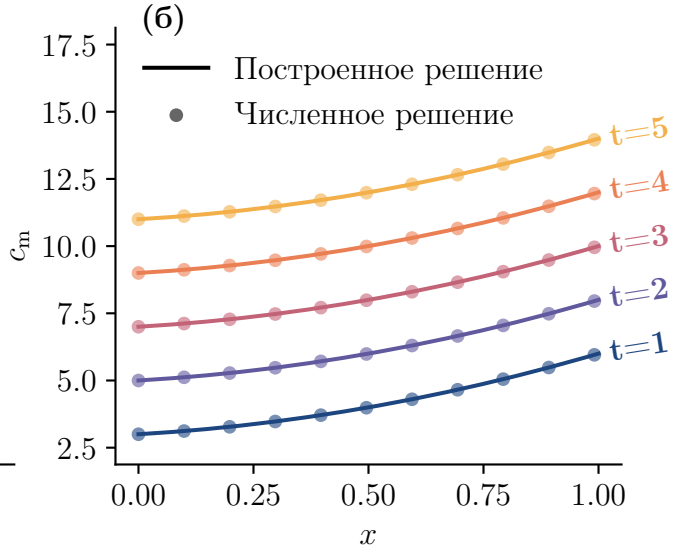 (б)
17.5
Построенное решение
15.0
Численное решение
t=5
12.5
t=4
10.0
c_m
t=3
7.5
t=2
5.0
t=1
2.5
0.00 0.25 0.50 0.75 1.00
x